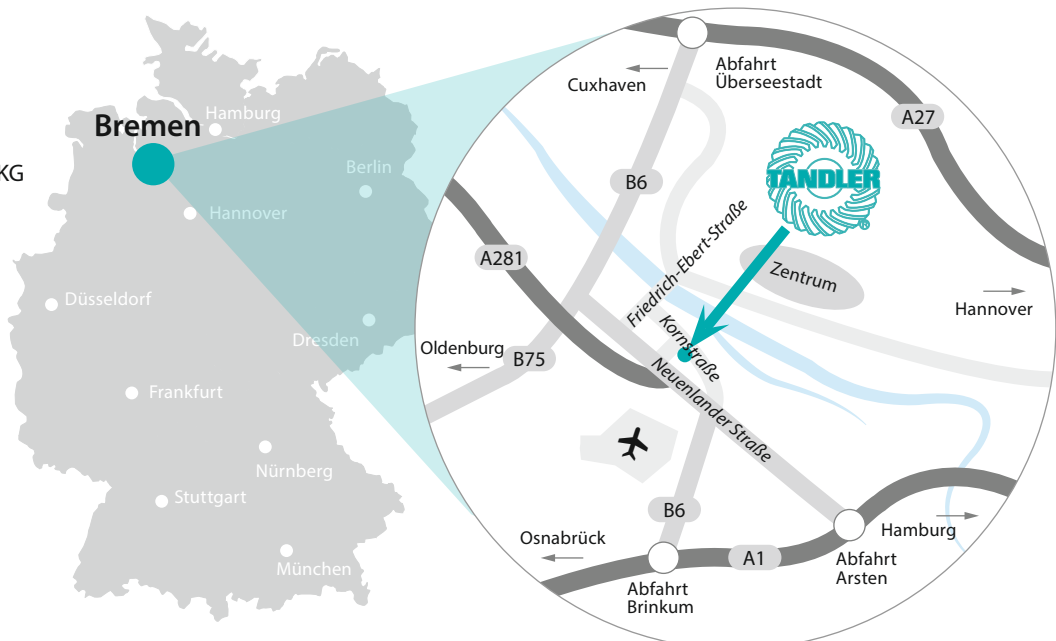 KG
Hamburg
Bremen
Berlin
Hannover
Düsseldorf
Dresden
Frankfurt
Nürnberg
Stuttgart
München
Abfahrt
Überseestadt
Cuxhaven
A27
B6
TANDLER
®
A281
Friedrich-Ebert-Straße
Zentrum
Hannover
Kornstraße
Oldenburg
B75
Neuenlander Straße
B6
Osnabrück
Hamburg
A1
Abfahrt
Arsten
Abfahrt
Brinkum